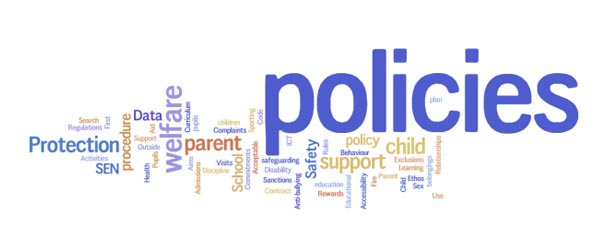 policies
plan
welfare
Protection
procedure
Data
parent
support
child
policy
School
Safety
SEN
Search
Regulations
First
Aid
Support
Outside
Pupils
Health
Activities
Curriculum
pupils
children
Complaints
Sporting
Code
Aims
Admissions
Discipline
Visits
Commitments
Acceptable
safeguarding
Disability
Sanctions
Contract
ICT
Anti-bullying
Rules
Behaviour
education
Rewards
Educational
Accessibility
Fire
Parent
Exclusions
Learning
Child
Ethos
Sex
belongings
Relationships
Use